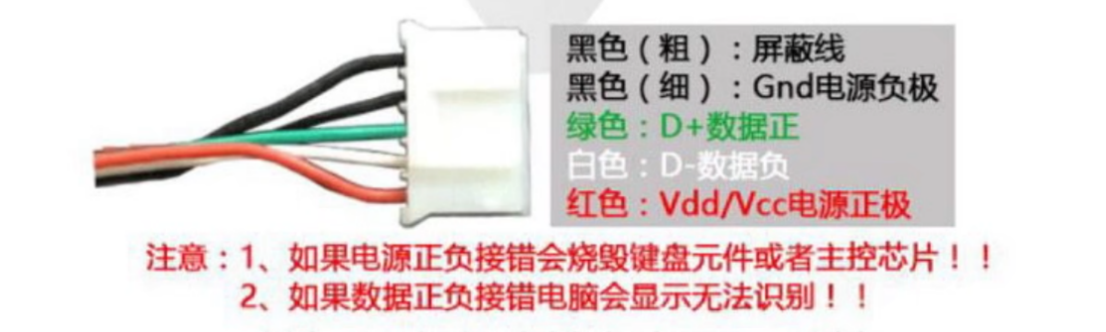 黑色（粗）：屏蔽线
黑色（细）：Gnd电源负极
绿色：D+数据正
白色：D-数据负
红色：Vdd/Vcc电源正极
注意：1、如果电源正负接错会烧毁键盘元件或者主控芯片！！
2、如果数据正负接错电脑会显示无法识别！！